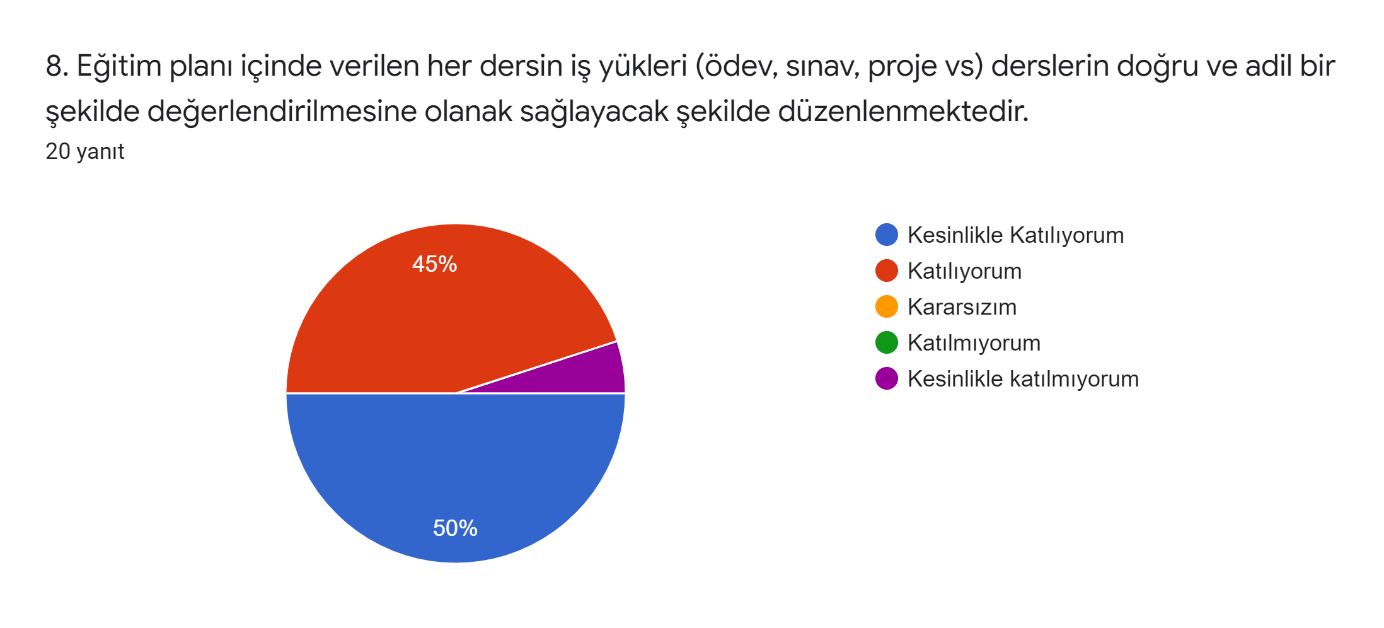 8. Eğitim planı içinde verilen her dersin iş yükleri (ödev, sınav, proje vs) derslerin doğru ve adil bir
şekilde değerlendirilmesine olanak sağlayacak şekilde düzenlenmektedir.
20 yanıt
45%
50%
Kesinlikle Katılıyorum
Katılıyorum
Kararsızım
Katılmıyorum
Kesinlikle katılmıyorum